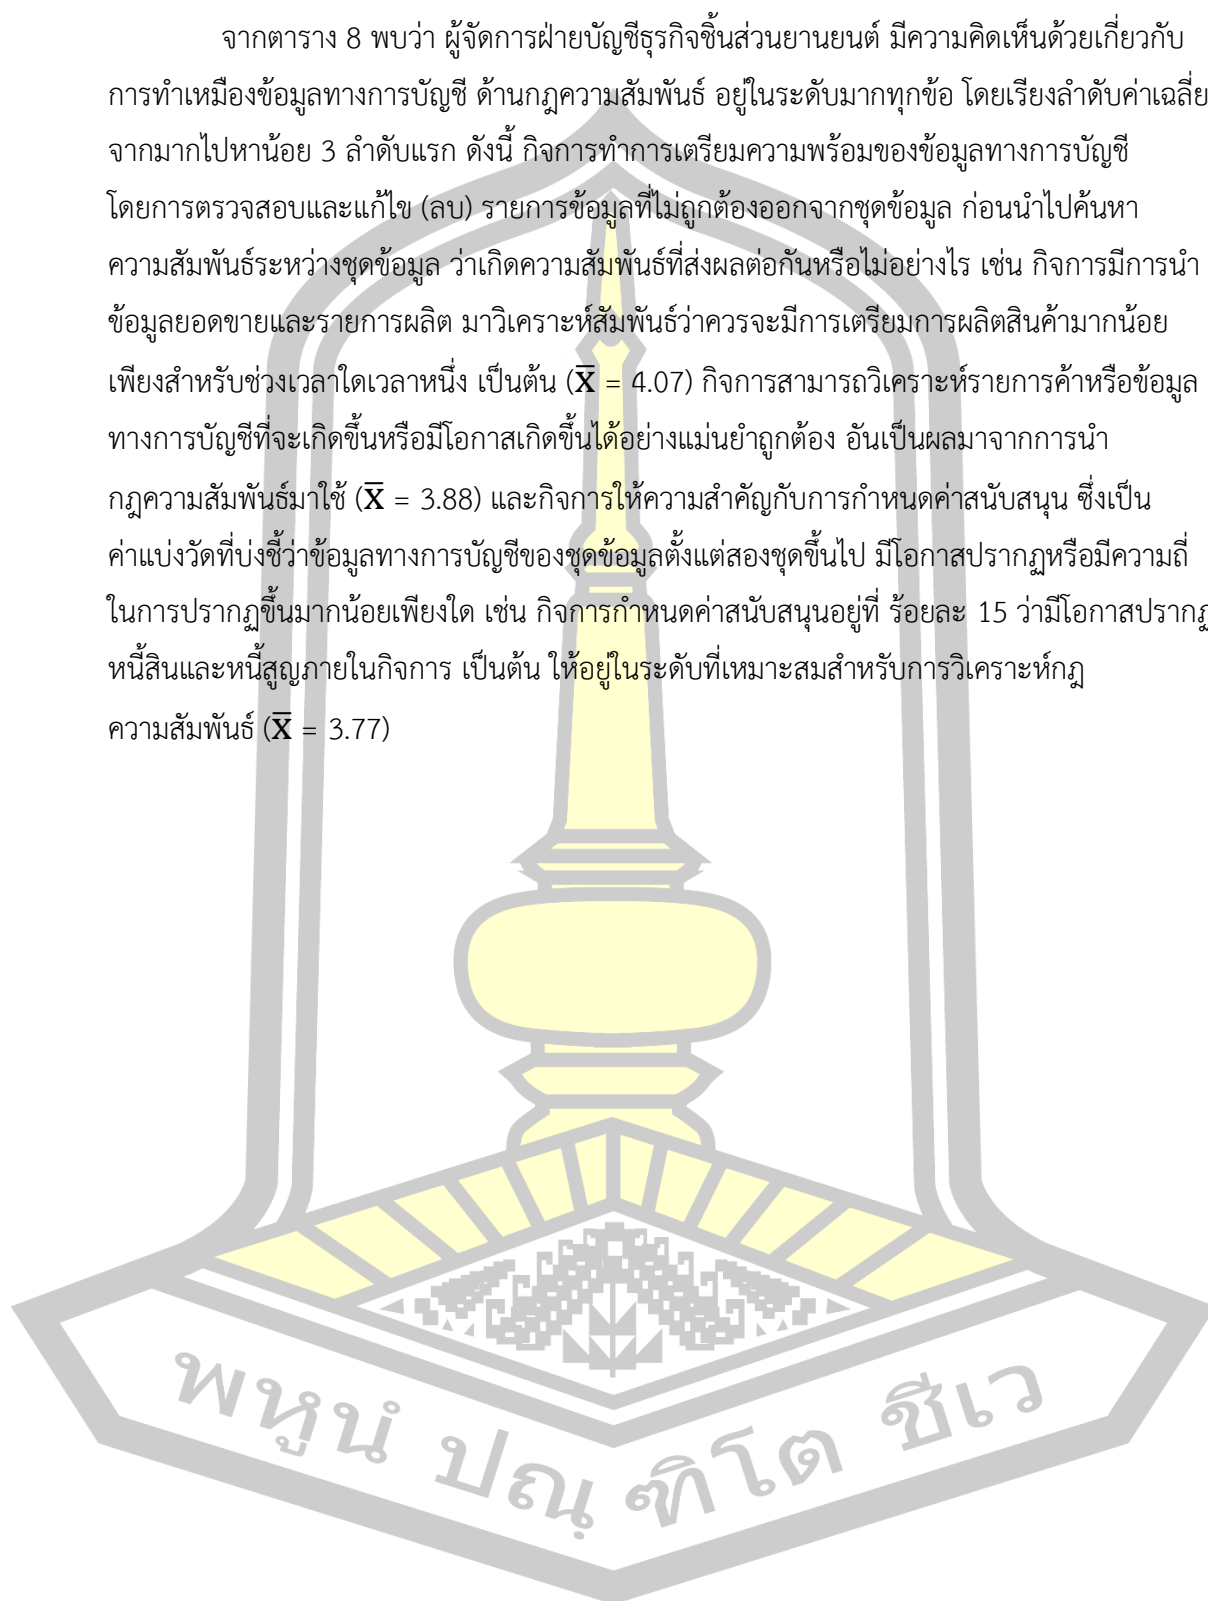 จากตาราง 8 พบว่า ผู้จัดการฝ่ายบัญชีธุรกิจชิ้นส่วนยานยนต์ มีความคิดเห็นด้วยเกี่ยวกับ
การทำเหมืองข้อมูลทางการบัญชี ด้านกฎความสัมพันธ์ อยู่ในระดับมากทุกข้อ โดยเรียงลำดับค่าเฉลี่ย
จากมากไปหาน้อย 3 ลำดับแรก ดังนี้ กิจการทำการเตรียมความพร้อมของข้อมูลทางการบัญชี
โดยการตรวจสอบและแก้ไข (ลบ) รายการข้อมูลที่ไม่ถูกต้องออกจากชุดข้อมูล ก่อนนำไปค้นหา
ความสัมพันธ์ระหว่างชุดข้อมูล ว่าเกิดความสัมพันธ์ที่ส่งผลต่อกันหรือไม่อย่างไร เช่น กิจการมีการนำ
ข้อมูลยอดขายและรายการผลิต มาวิเคราะห์สัมพันธ์ว่าควรจะมีการเตรียมการผลิตสินค้ามากน้อย
เพียงสำหรับช่วงเวลาใดเวลาหนึ่ง เป็นต้น (X̅ = 4.07) กิจการสามารถวิเคราะห์รายการค้าหรือข้อมูล
ทางการบัญชีที่จะเกิดขึ้นหรือมีโอกาสเกิดขึ้นได้อย่างแม่นยำถูกต้อง อันเป็นผลมาจากการนำ
กฎความสัมพันธ์มาใช้ (X̅ = 3.88) และกิจการให้ความสำคัญกับการกำหนดค่าสนับสนุน ซึ่งเป็น
ค่าแบ่งวัดที่บ่งชี้ว่าข้อมูลทางการบัญชีของชุดข้อมูลตั้งแต่สองชุดขึ้นไป มีโอกาสปรากฏหรือมีความถี่
ในการปรากฏขึ้นมากน้อยเพียงใด เช่น กิจการกำหนดค่าสนับสนุนอยู่ที่ ร้อยละ 15 ว่ามีโอกาสปรากฏ
หนี้สินและหนี้สูญภายในกิจการ เป็นต้น ให้อยู่ในระดับที่เหมาะสมสำหรับการวิเคราะห์กฎ
ความสัมพันธ์ (X̅ = 3.77)
พหูนํ ปณฺฑิโต ชีเว